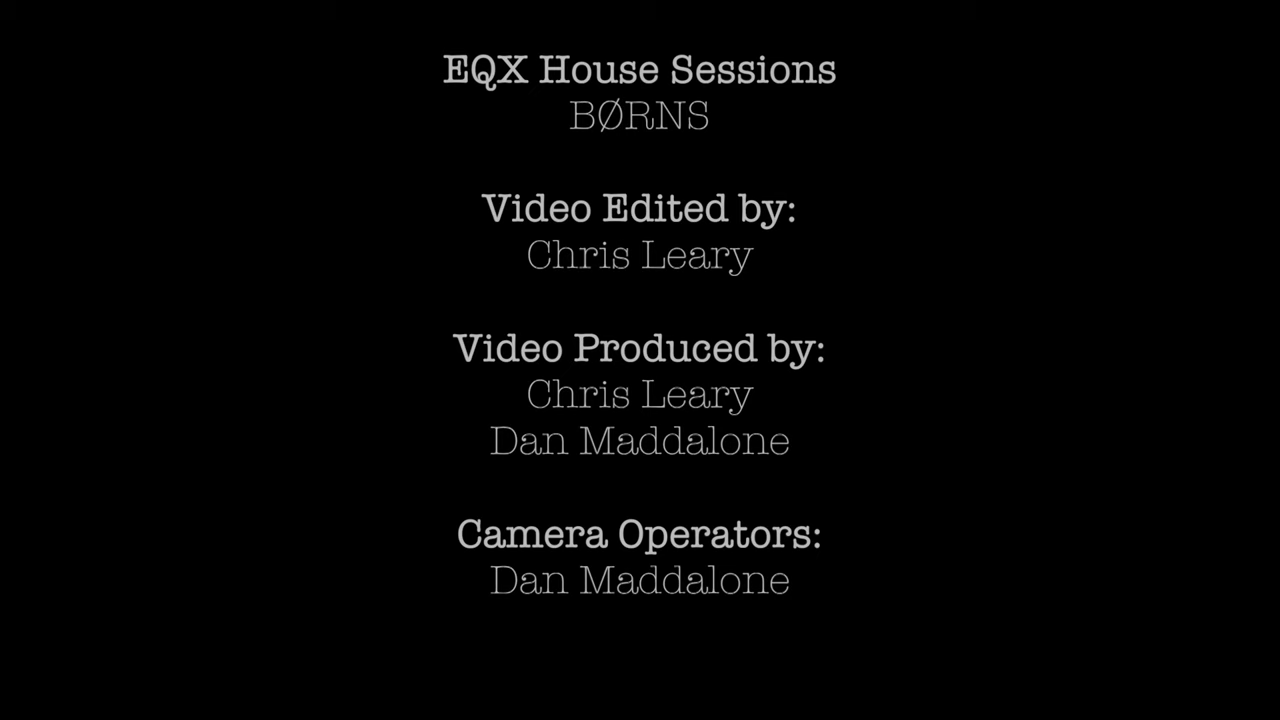 EQX House Sessions
BØRNS
Video Edited by:
Chris Leary
Video Produced by:
Chris Leary
Dan Maddalone
Camera Operators:
Dan Maddalone